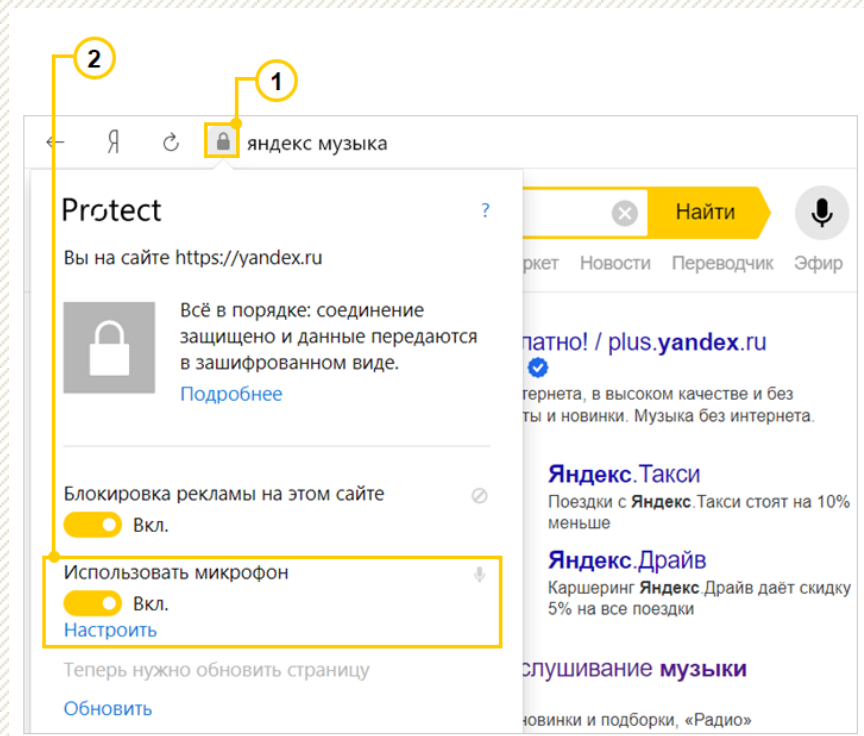 2
1
Я
яндекс музыка
Protect
?
Вы на сайте https://yandex.ru
Всё в порядке: соединение
защищено и данные передаются
в зашифрованном виде.
Подробнее
Блокировка рекламы на этом сайте
Вкл.
Использовать микрофон
Вкл.
Настроить
Теперь нужно обновить страницу
Обновить
Найти
ркет Новости Переводчик Эфир
латно! / plus.yandex.ru
тернета, в высоком качестве и без
ты и новинки. Музыка без интернета.
Яндекс.Такси
Поездки с Яндекс.Такси стоят на 10%
меньше
Яндекс.Драйв
Каршеринг Яндекс.Драйв даёт скидку
5% на все поездки
слушивание музыки
новинки и подборки, «Радио»